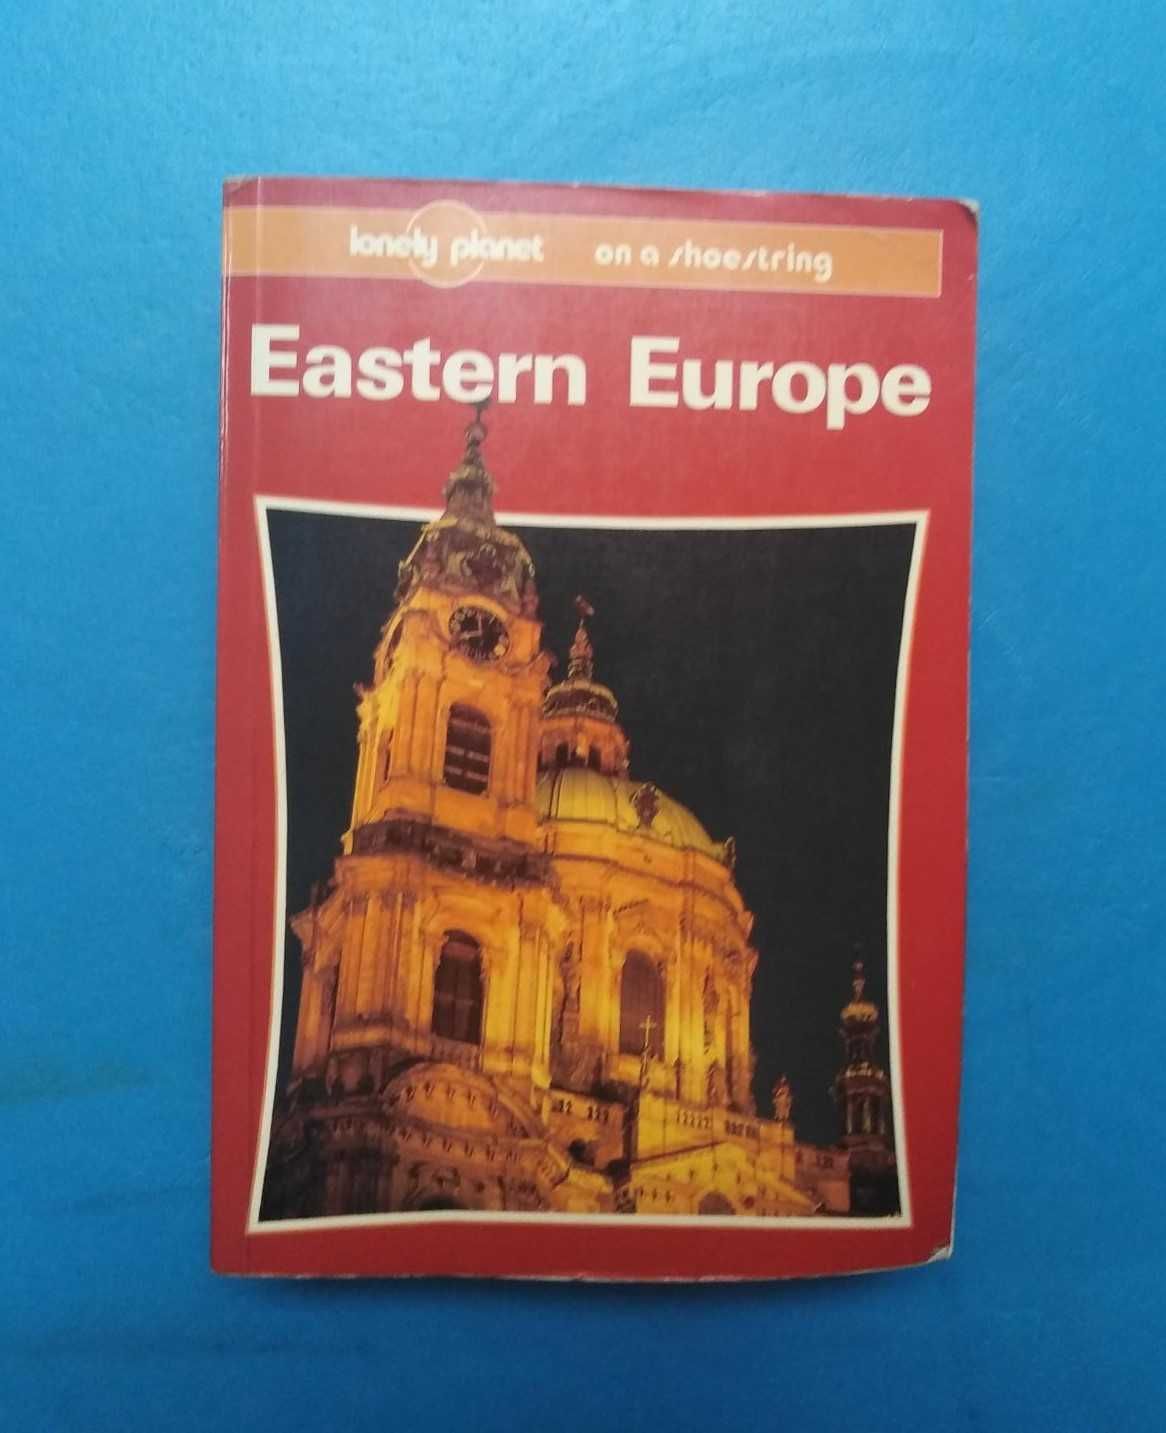 lonely planet on a shoestring
Eastern Europe